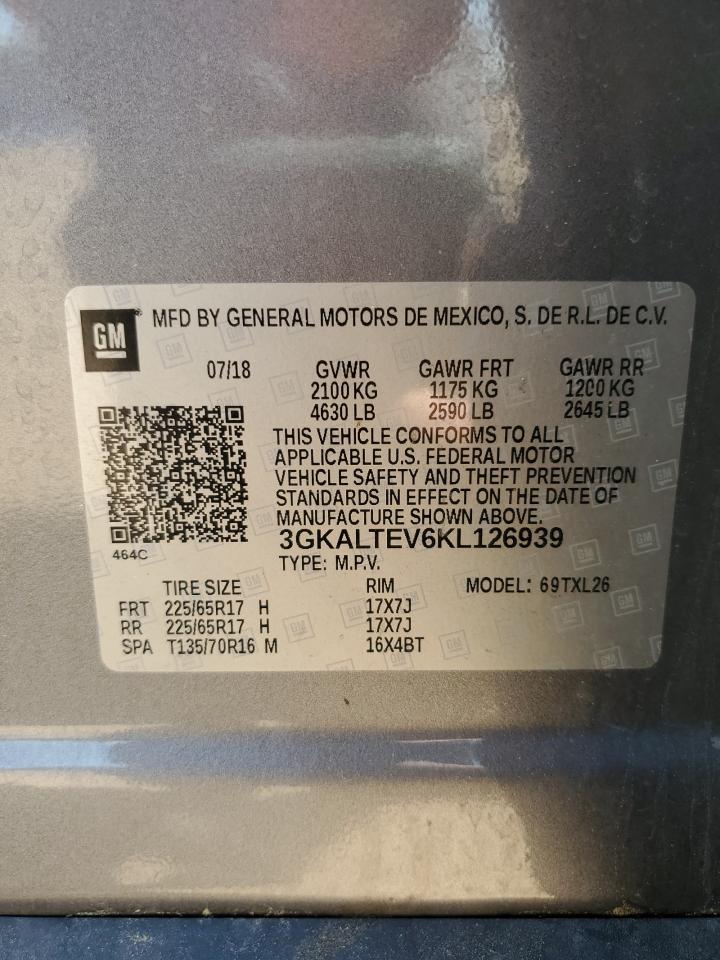 GM MFD BY GENERAL MOTORS DE MEXICO, S. DE R.L. DE C.V.
07/18 GVWR GAWR FRT GAWR RR
2100 KG 1175 KG 1200 KG
4630 LB 2590 LB 2645 LB
THIS VEHICLE CONFORMS TO ALL
APPLICABLE U.S. FEDERAL MOTOR
VEHICLE SAFETY AND THEFT PREVENTION
STANDARDS IN EFFECT ON THE DATE OF
MANUFACTURE SHOWN ABOVE.
3GKALTEV6KL126939
464C
TYPE: M.P.V.
TIRE SIZE RIM MODEL: 69TXL26
FRT 225/65R17 H 17X7J
RR 225/65R17 H 17X7J
SPA T135/70R16 M 16X4BT